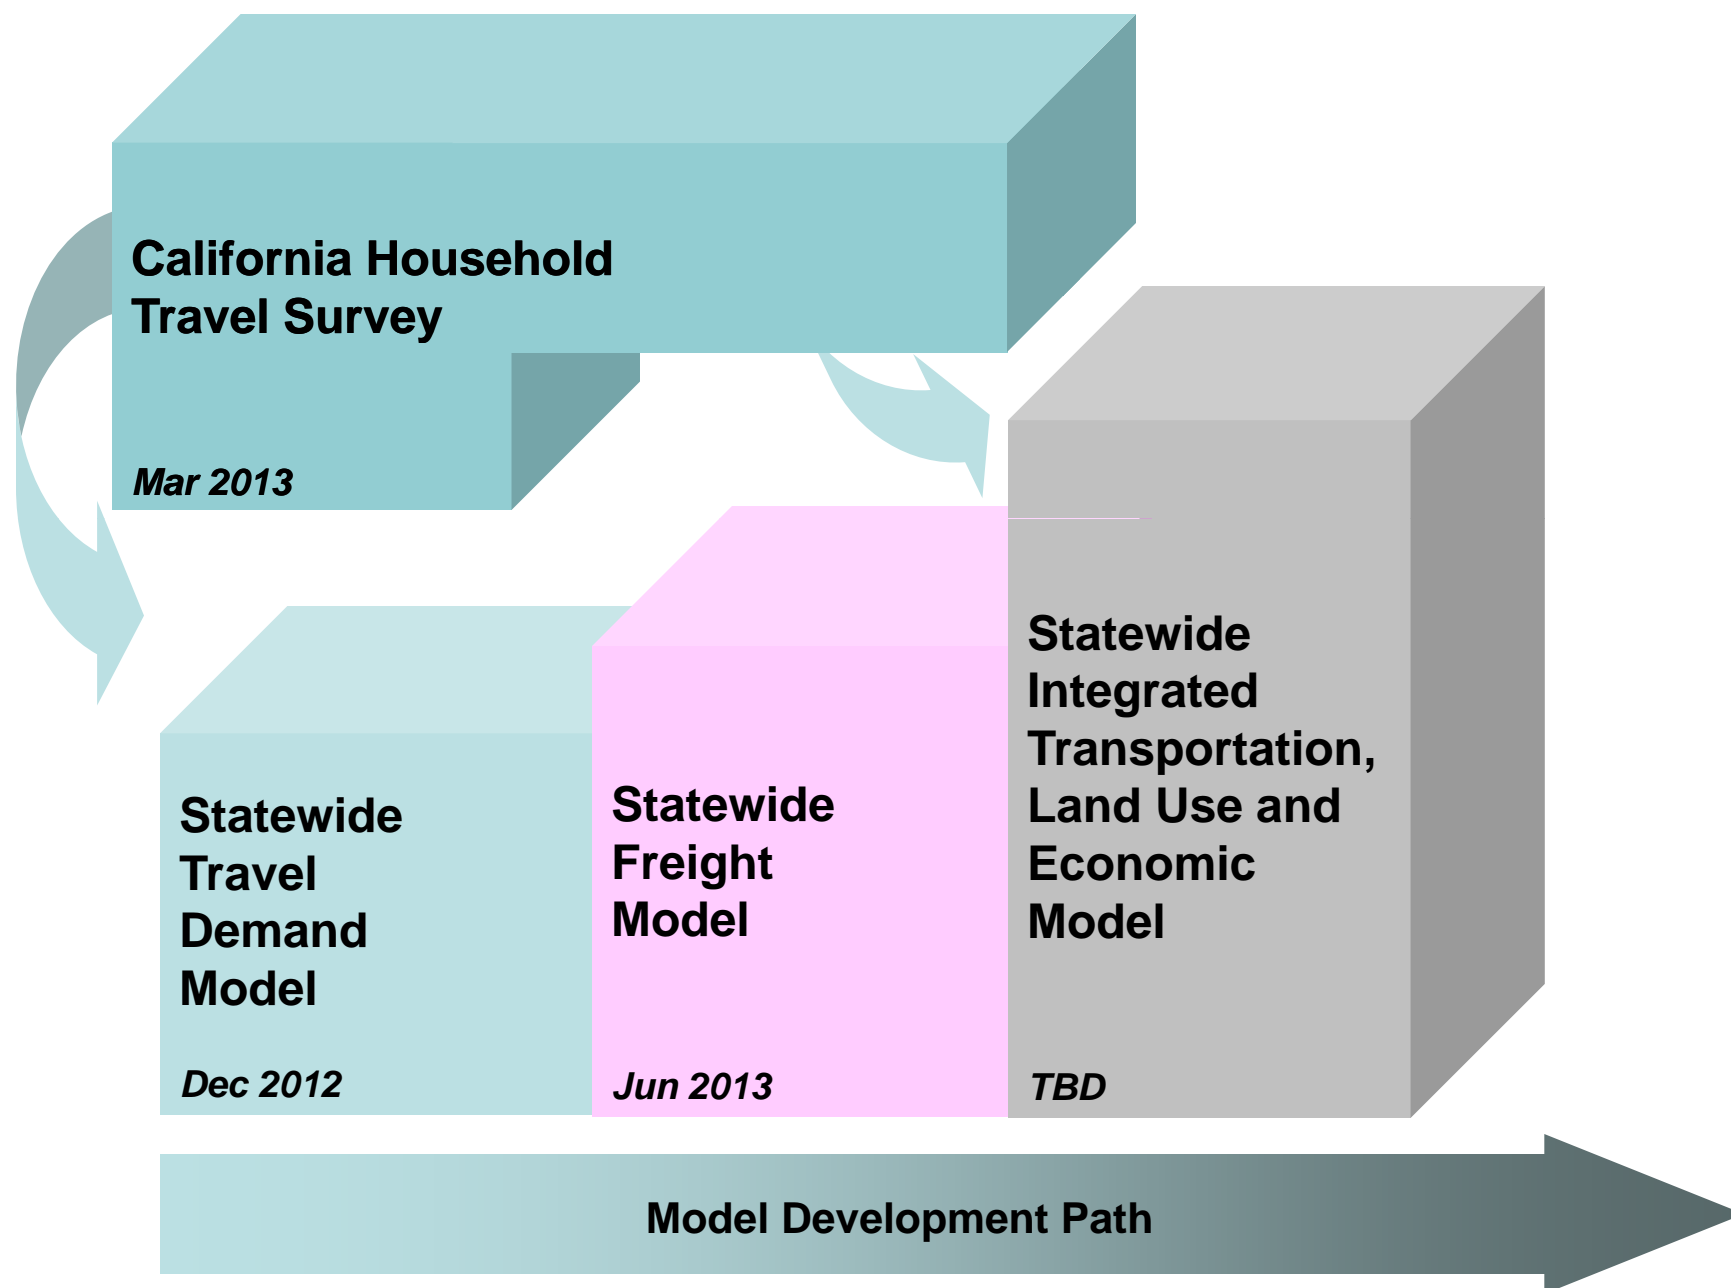 California Household
Travel Survey
Mar 2013
Statewide
Travel
Demand
Model
Dec 2012
Statewide
Freight
Model
Jun 2013
Statewide
Integrated
Transportation,
Land Use and
Economic
Model
TBD
Model Development Path